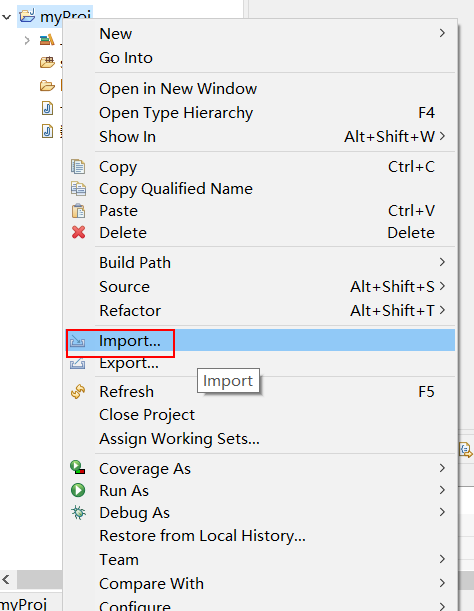 myProj
New
Go Into
Open in New Window
Open Type Hierarchy F4
Show In Alt+Shift+W
Copy Ctrl+C
Copy Qualified Name
Paste Ctrl+V
Delete Delete
Build Path
Source Alt+Shift+S
Refactor Alt+Shift+T
Import...
Export...
Import
Refresh F5
Close Project
Assign Working Sets...
Coverage As
Run As
Debug As
Restore from Local History...
Team
Compare With
myProj
Configure